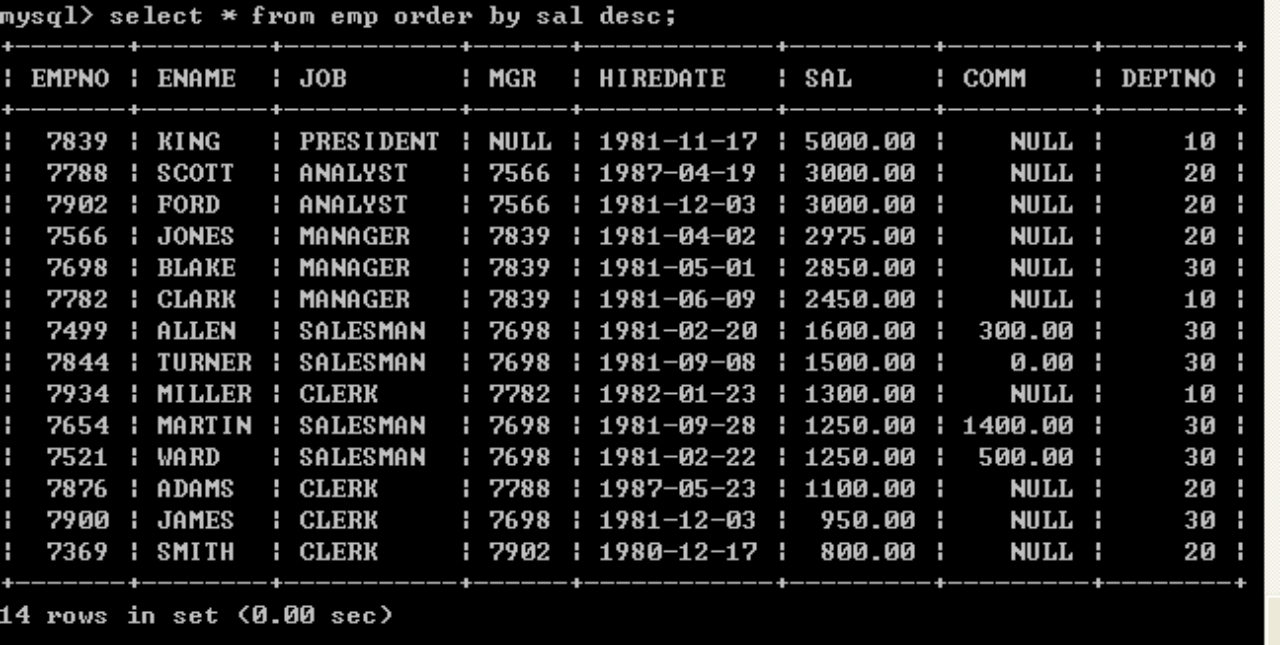 mysql> select * from emp order by sal desc;
+-------+--------+-----------+------+------------+---------+---------+--------+
| EMPNO | ENAME  | JOB       | MGR  | HIREDATE   | SAL     | COMM    | DEPTNO |
+-------+--------+-----------+------+------------+---------+---------+--------+
|  7839 | KING   | PRESIDENT | NULL | 1981-11-17 | 5000.00 |    NULL |     10 |
|  7788 | SCOTT  | ANALYST   | 7566 | 1987-04-19 | 3000.00 |    NULL |     20 |
|  7902 | FORD   | ANALYST   | 7566 | 1981-12-03 | 3000.00 |    NULL |     20 |
|  7566 | JONES  | MANAGER   | 7839 | 1981-04-02 | 2975.00 |    NULL |     20 |
|  7698 | BLAKE  | MANAGER   | 7839 | 1981-05-01 | 2850.00 |    NULL |     30 |
|  7782 | CLARK  | MANAGER   | 7839 | 1981-06-09 | 2450.00 |    NULL |     10 |
|  7499 | ALLEN  | SALESMAN  | 7698 | 1981-02-20 | 1600.00 |  300.00 |     30 |
|  7844 | TURNER | SALESMAN  | 7698 | 1981-09-08 | 1500.00 |    0.00 |     30 |
|  7934 | MILLER | CLERK     | 7782 | 1982-01-23 | 1300.00 |    NULL |     10 |
|  7654 | MARTIN | SALESMAN  | 7698 | 1981-09-28 | 1250.00 | 1400.00 |     30 |
|  7521 | WARD   | SALESMAN  | 7698 | 1981-02-22 | 1250.00 |  500.00 |     30 |
|  7876 | ADAMS  | CLERK     | 7788 | 1987-05-23 | 1100.00 |    NULL |     20 |
|  7900 | JAMES  | CLERK     | 7698 | 1981-12-03 |  950.00 |    NULL |     30 |
|  7369 | SMITH  | CLERK     | 7902 | 1980-12-17 |  800.00 |    NULL |     20 |
+-------+--------+-----------+------+------------+---------+---------+--------+
14 rows in set (0.00 sec)